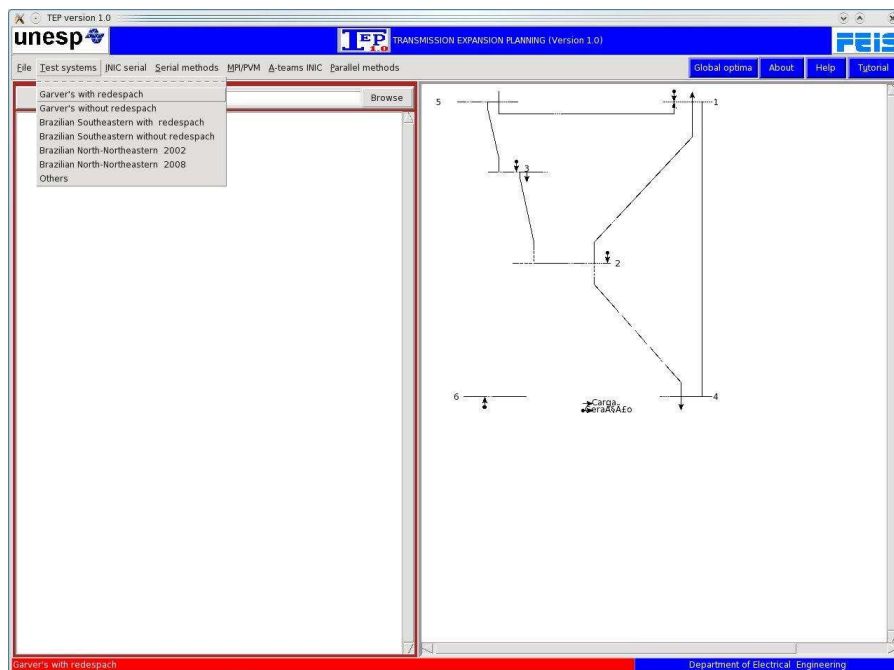 TEP version 1.0
unesp
TEP 1.0
TRANSMISSION EXPANSION PLANNING (Version 1.0)
FEIS
File Test systems INIC serial Serial methods MPI/PVM A-teams INIC Parallel methods
Global optima About Help Tutorial
Garver's with redespach
Garver's without redespach
Brazilian Southeastern with redespach
Brazilian Southeastern without redespach
Brazilian North-Northeastern 2002
Brazilian North-Northeastern 2008
Others
Browse
5
1
3
2
6
4
Carga
GeraÃ§Ã£o
Garver's with redespach
Department of Electrical Engineering